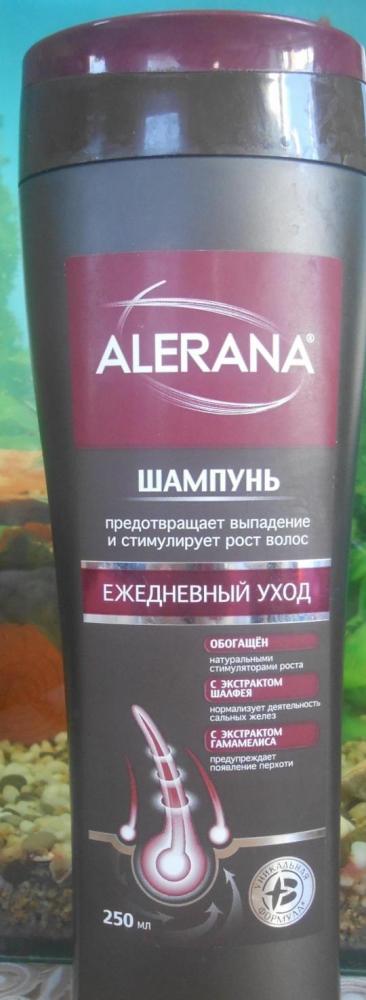 ALERANA®
ШАМПУНЬ
предотвращает выпадение
и стимулирует рост волос
ЕЖЕДНЕВНЫЙ УХОД
ОБОГАЩЁН
натуральными
стимуляторами роста
С ЭКСТРАКТОМ
ШАЛФЕЯ
нормализует деятельность
сальных желез
С ЭКСТРАКТОМ
ГАМАМЕЛИСА
предупреждает
появление перхоти
УНИКАЛЬНАЯ
В
ФОРМУЛА
250 мл